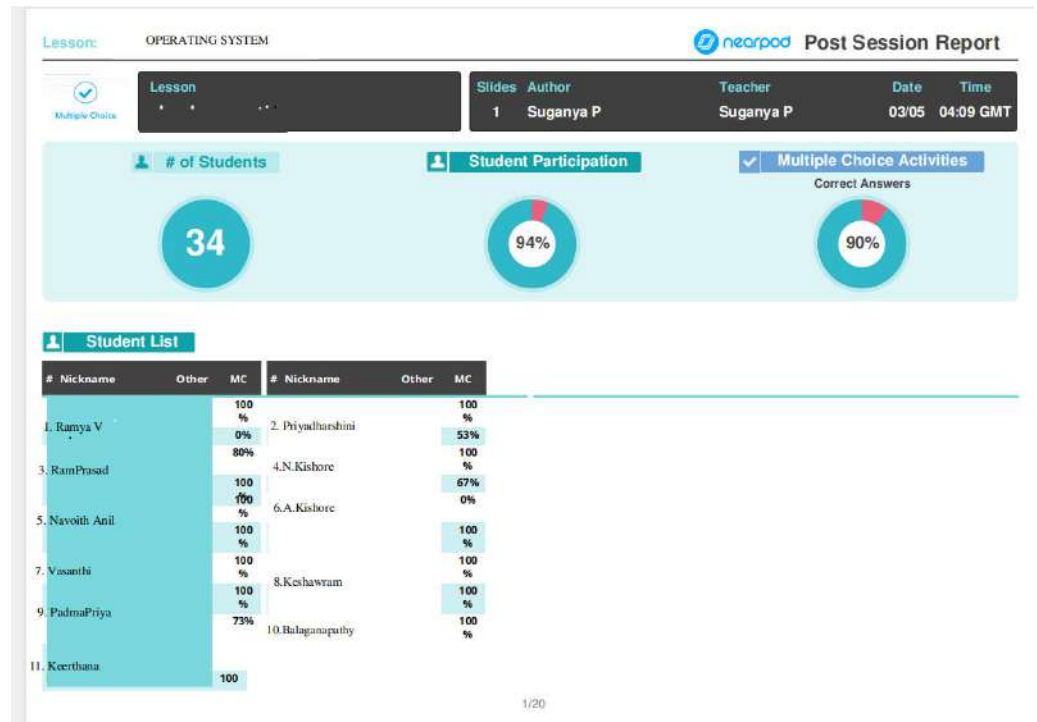 Lesson: OPERATING SYSTEM nearpod Post Session Report
Multiple Choice
Lesson Slides Author Teacher Date Time
1 Suganya P Suganya P 03/05 04:09 GMT
# of Students Student Participation Multiple Choice Activities
Correct Answers
34 94% 90%
Student List
# Nickname Other MC # Nickname Other MC
1. Ramya V 100 % 2. Priyadharshini 100 %
0% 53%
3. RamPrasad 80% 4.N.Kishore 100 %
100 % 67%
5. Navoith Anil 100 % 6.A.Kishore 0%
100 % 100 %
7. Vasanthi 100 % 8.Keshawram 100 %
9. PadmaPriya 100 % 100 %
73% 10.Balaganapathy 100 %
11. Keerthana 100
1/20